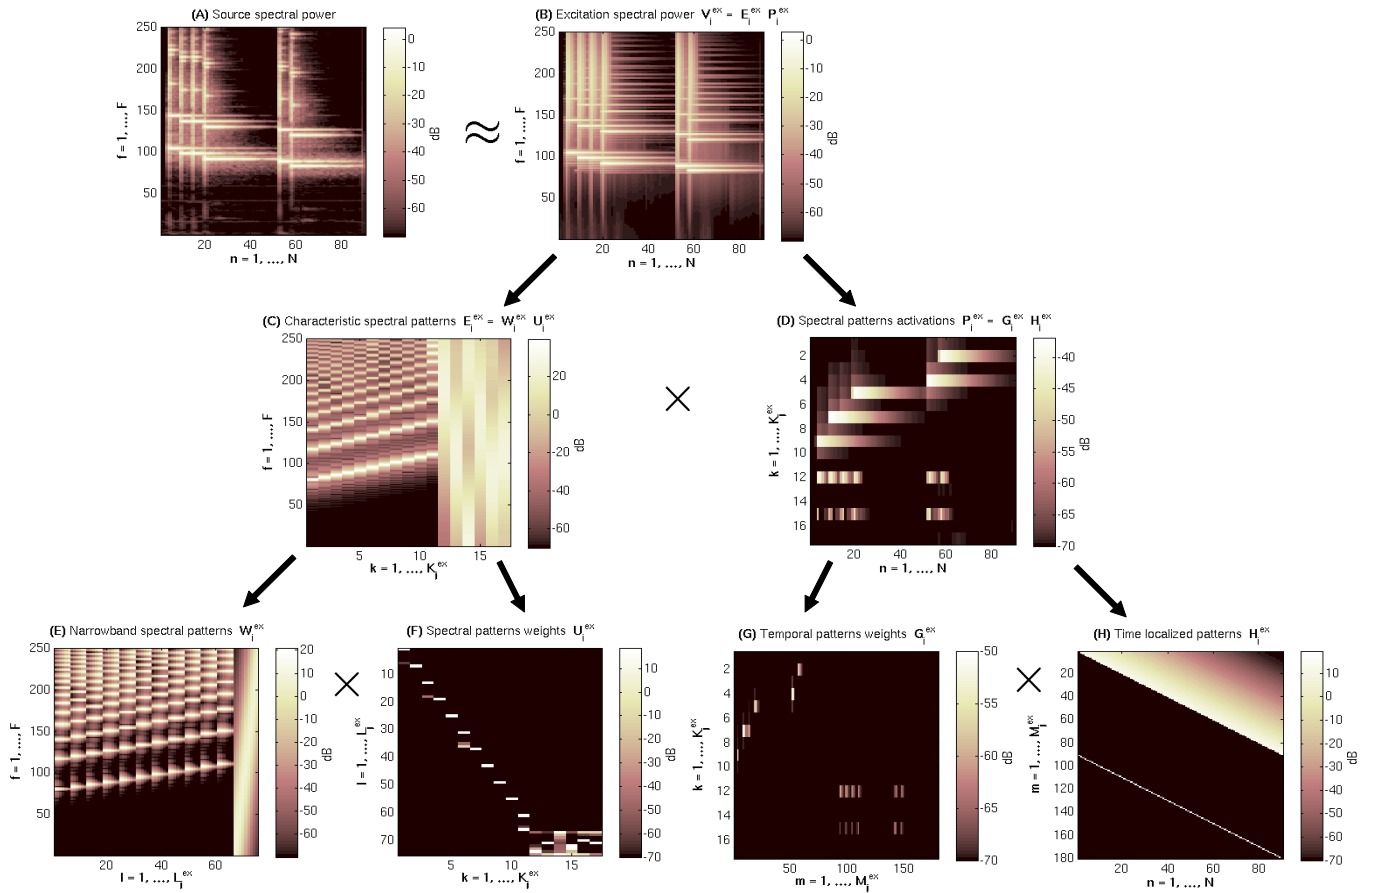 (A) Source spectral power
250
200
150
100
50
f = 1, ..., F
20 40 60 80
n = 1, ..., N
0
-10
-20
-30
-40
-50
-60
dB
≈
(B) Excitation spectral power V_j^ex = E_j^ex P_j^ex
250
200
150
100
50
f = 1, ..., F
20 40 60 80
n = 1, ..., N
0
-10
-20
-30
-40
-50
-60
dB
(C) Characteristic spectral patterns E_j^ex = W_j^ex U_j^ex
250
200
150
100
50
f = 1, ..., F
5 10 15
k = 1, ..., K_j^ex
20
0
-20
-40
-60
dB
×
(D) Spectral patterns activations P_j^ex = G_j^ex H_j^ex
2
4
6
8
10
12
14
16
k = 1, ..., K_j^ex
20 40 60 80
n = 1, ..., N
-40
-45
-50
-55
-60
-65
-70
dB
(E) Narrowband spectral patterns W_j^ex
250
200
150
100
50
f = 1, ..., F
20 40 60
l = 1, ..., L_j^ex
20
10
0
-10
-20
-30
-40
-50
-60
dB
×
(F) Spectral patterns weights U_j^ex
10
20
30
40
50
60
70
l = 1, ..., L_j^ex
5 10 15
k = 1, ..., K_j^ex
10
0
-10
-20
-30
-40
-50
-60
-70
dB
(G) Temporal patterns weights G_j^ex
2
4
6
8
10
12
14
16
k = 1, ..., K_j^ex
50 100 150
m = 1, ..., M_j^ex
-50
-55
-60
-65
-70
dB
×
(H) Time localized patterns H_j^ex
20
40
60
80
100
120
140
160
180
m = 1, ..., M_j^ex
20 40 60 80
n = 1, ..., N
10
0
-10
-20
-30
-40
-50
-60
-70
dB